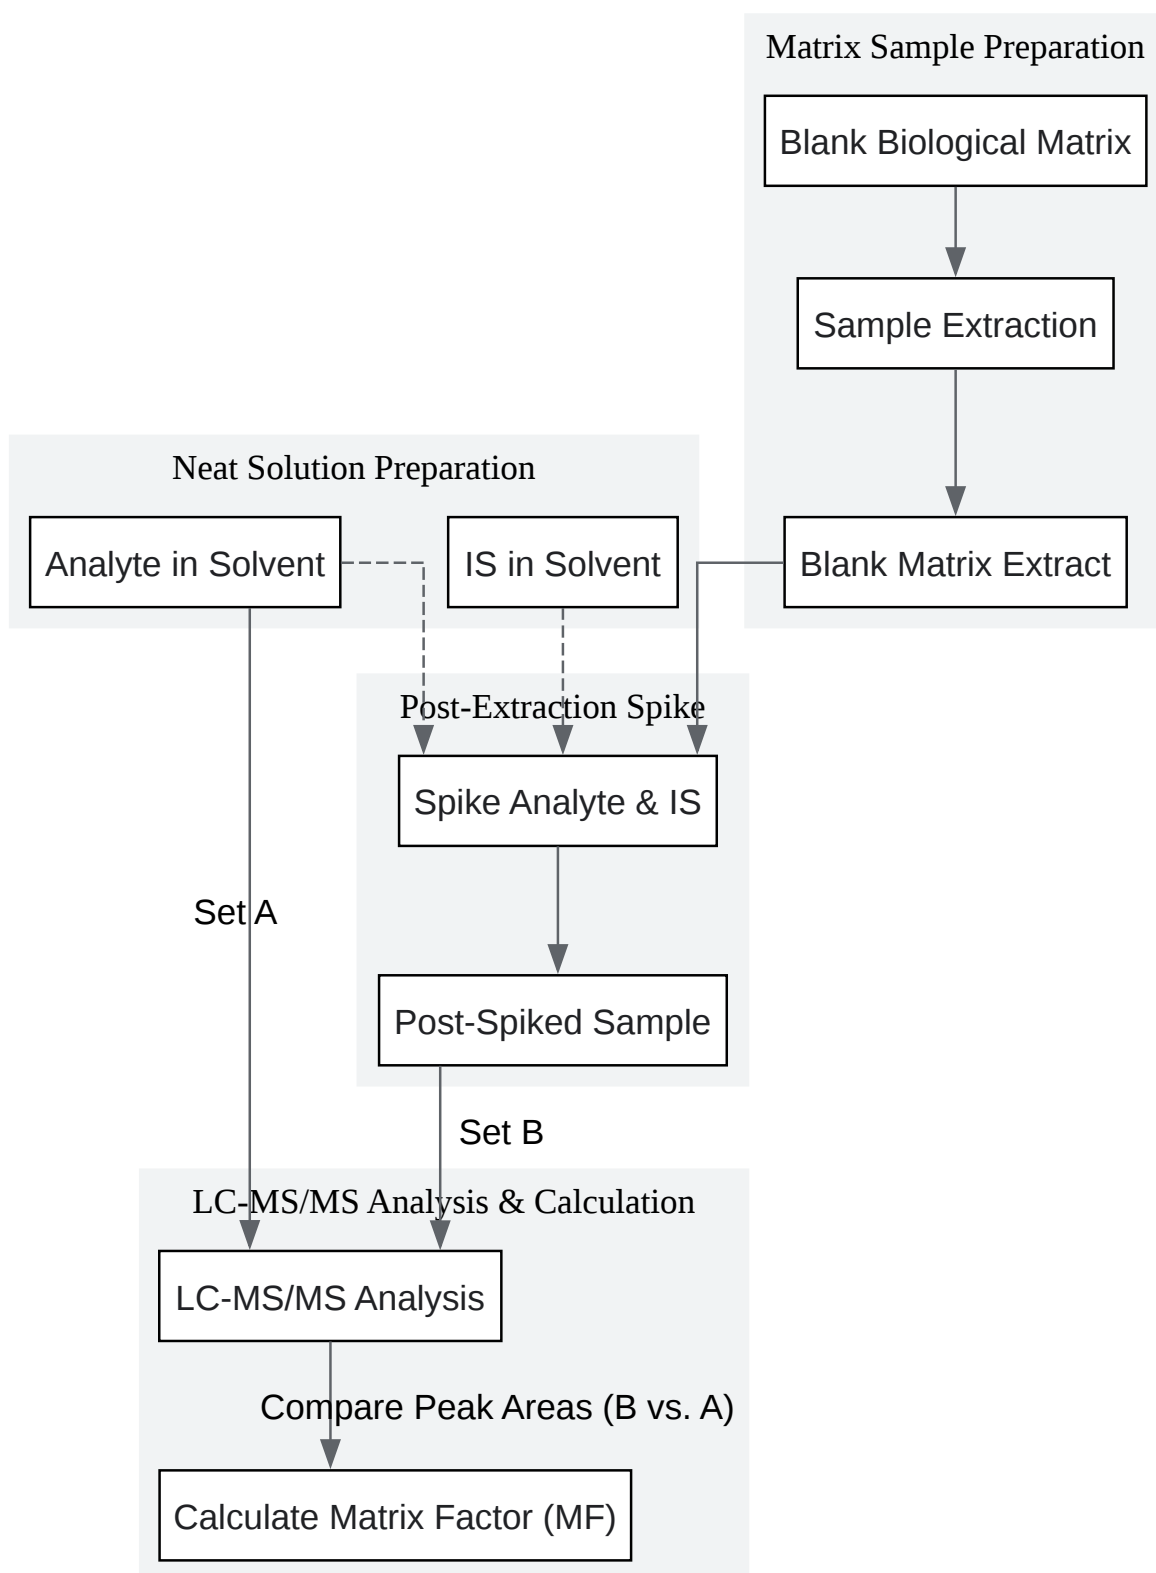 Matrix Sample Preparation
Blank Biological Matrix
Sample Extraction
Neat Solution Preparation
Analyte in Solvent
IS in Solvent
Blank Matrix Extract
Post-Extraction Spike
Spike Analyte & IS
Set A
Post-Spiked Sample
Set B
LC-MS/MS Analysis & Calculation
LC-MS/MS Analysis
Compare Peak Areas (B vs. A)
Calculate Matrix Factor (MF)